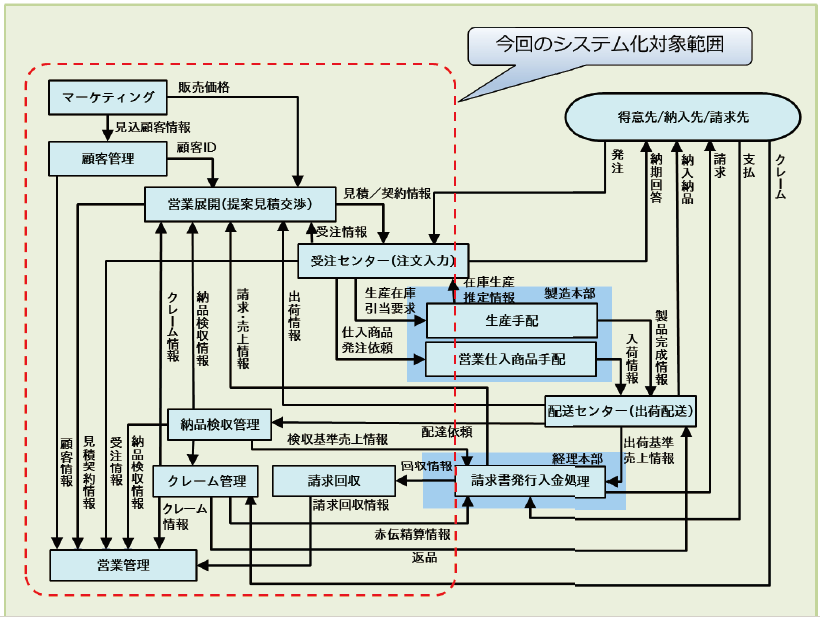 今回のシステム化対象範囲
マーケティング
販売価格
得意先/納入先/請求先
見込顧客情報
顧客ID
顧客管理
発注
納期回答
納入納品
請求
支払
クレーム
営業展開(提案見積交渉)
見積／契約情報
受注情報
受注センター(注文入力)
在庫生産
推定情報
製造本部
生産在庫
引当要求
生産手配
仕入商品
発注依頼
営業仕入商品手配
クレーム情報
納品検収情報
請求・売上情報
出荷情報
入荷情報
製品完成情報
配送センター(出荷配送)
納品検収管理
配達依頼
検収基準売上情報
出荷基準
売上情報
経理本部
顧客情報
見積契約情報
受注情報
納品検収情報
クレーム管理
請求回収
回収情報
請求書発行入金処理
クレーム
情報
請求回収情報
赤伝精算情報
返品
営業管理